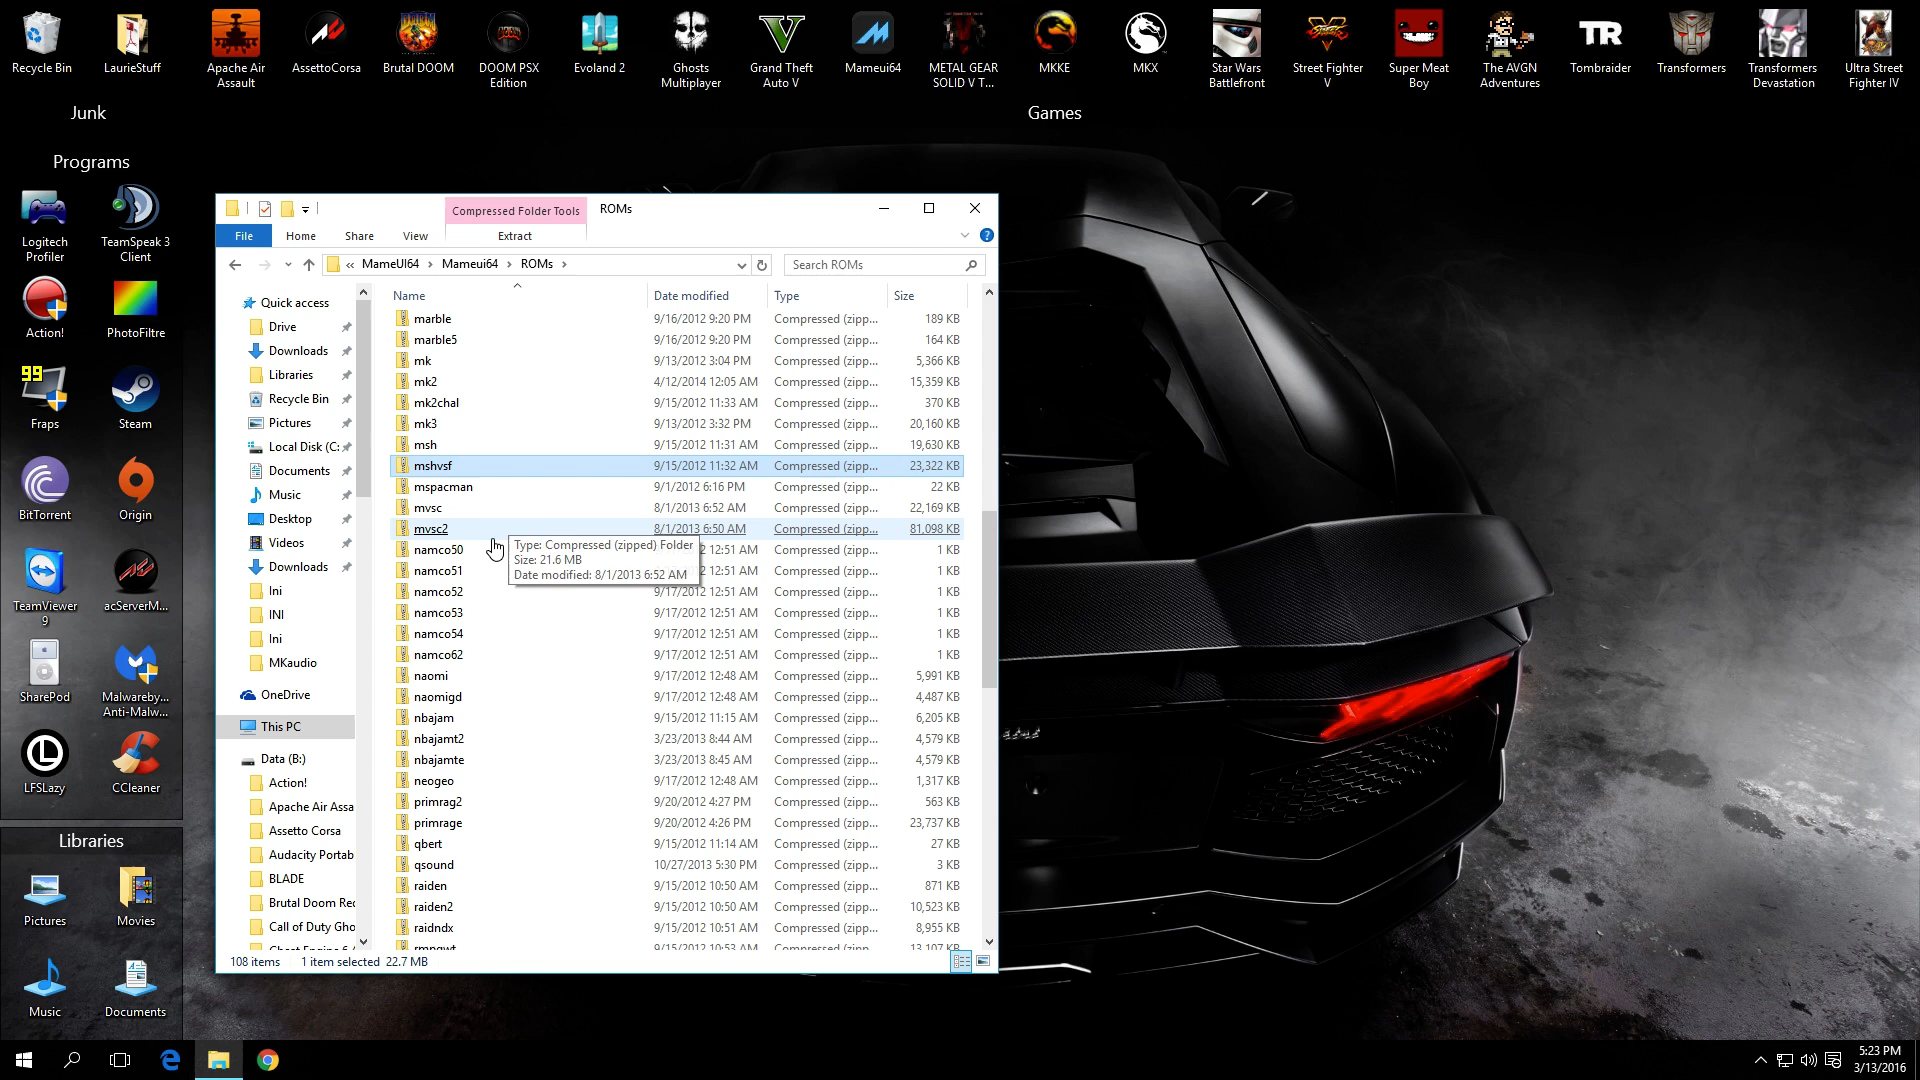 Recycle Bin
LaurieStuff
Apache Air
Assault
AssettoCorsa
Brutal DOOM
DOOM PSX
Edition
Evoland 2
Ghosts
Multiplayer
Grand Theft
Auto V
Mameui64
METAL GEAR
SOLID V T...
MKKE
MKX
Star Wars
Battlefront
Street Fighter
V
Super Meat
Boy
The AVGN
Adventures
TR
Tombraider
Transformers
Transformers
Devastation
Ultra Street
Fighter IV
Junk
Games
Programs
Logitech
Profiler
TeamSpeak 3
Client
Action!
PhotoFiltre
99
Fraps
Steam
BitTorrent
Origin
TeamViewer
9
acServerM...
SharePod
Malwareby...
Anti-Malw...
LFSLazy
CCleaner
Libraries
Pictures
Movies
Music
Documents
Compressed Folder Tools
ROMs
File
Home
Share
View
Extract
« MameUI64 › Mameui64 › ROMs ›
Search ROMs
Quick access
Drive
Downloads
Libraries
Recycle Bin
Pictures
Local Disk (C:
Documents
Music
Desktop
Videos
Downloads
Ini
INI
Ini
MKaudio
OneDrive
This PC
Data (B:)
Action!
Apache Air Assa
Assetto Corsa
Audacity Portab
BLADE
Brutal Doom Rec
Call of Duty Gho
Name Date modified Type Size
marble 9/16/2012 9:20 PM Compressed (zipp... 189 KB
marble5 9/16/2012 9:20 PM Compressed (zipp... 164 KB
mk 9/13/2012 3:04 PM Compressed (zipp... 5,366 KB
mk2 4/12/2014 12:05 AM Compressed (zipp... 15,359 KB
mk2chal 9/15/2012 11:33 AM Compressed (zipp... 370 KB
mk3 9/13/2012 3:32 PM Compressed (zipp... 20,160 KB
msh 9/15/2012 11:31 AM Compressed (zipp... 19,630 KB
mshvsf 9/15/2012 11:32 AM Compressed (zipp... 23,322 KB
mspacman 9/1/2012 6:16 PM Compressed (zipp... 22 KB
mvsc 8/1/2013 6:52 AM Compressed (zipp... 22,169 KB
mvsc2 8/1/2013 6:50 AM Compressed (zipp... 81,098 KB
namco50 12 12:51 AM Compressed (zipp... 1 KB
Type: Compressed (zipped) Folder
Size: 21.6 MB
Date modified: 8/1/2013 6:52 AM
namco51 12:51 AM Compressed (zipp... 1 KB
namco52 9/17/2012 12:51 AM Compressed (zipp... 1 KB
namco53 9/17/2012 12:51 AM Compressed (zipp... 1 KB
namco54 9/17/2012 12:51 AM Compressed (zipp... 1 KB
namco62 9/17/2012 12:51 AM Compressed (zipp... 1 KB
naomi 9/17/2012 12:48 AM Compressed (zipp... 5,991 KB
naomigd 9/17/2012 12:48 AM Compressed (zipp... 4,487 KB
nbajam 9/15/2012 11:15 AM Compressed (zipp... 6,205 KB
nbajamt2 3/23/2013 8:44 AM Compressed (zipp... 4,579 KB
nbajamte 3/23/2013 8:45 AM Compressed (zipp... 4,579 KB
neogeo 9/17/2012 12:48 AM Compressed (zipp... 1,317 KB
primrag2 9/20/2012 4:27 PM Compressed (zipp... 563 KB
primrage 9/20/2012 4:26 PM Compressed (zipp... 23,737 KB
qbert 9/15/2012 11:14 AM Compressed (zipp... 27 KB
qsound 10/27/2013 5:30 PM Compressed (zipp... 3 KB
raiden 9/15/2012 10:50 AM Compressed (zipp... 871 KB
raiden2 9/15/2012 10:50 AM Compressed (zipp... 10,523 KB
raidndx 9/15/2012 10:51 AM Compressed (zipp... 8,955 KB
9/15/2012 10:53 AM Compressed (zipp... 13,107 KB
108 items 1 item selected 22.7 MB
5:23 PM
3/13/2016